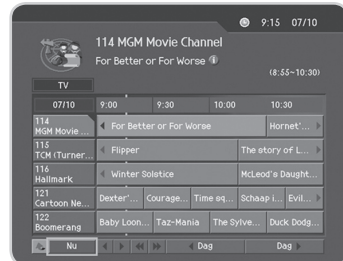 9:15 07/10
114 MGM Movie Channel
For Better or For Worse
(8:55~10:30)
TV
07/10 9:00 9:30 10:00 10:30
114 MGM Movie ... For Better or For Worse Hornet'...
115 TCM (Turner... Flipper The story of L...
116 Hallmark Winter Solstice McLeod's Daught...
121 Cartoon Ne... Dexter'... Courage... Time sq... Schaap i... Evil...
122 Boomerang Baby Loon... Taz-Mania The Sylve... Duck Dodg...
Nu Dag Dag